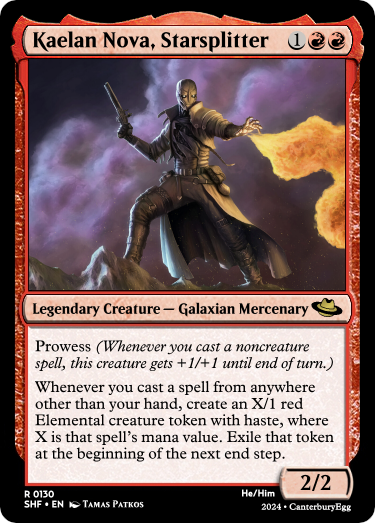 Kaelan Nova, Starsplitter 1
Legendary Creature — Galaxian Mercenary
Prowess (Whenever you cast a noncreature
spell, this creature gets +1/+1 until end of turn.)
Whenever you cast a spell from anywhere
other than your hand, create an X/1 red
Elemental creature token with haste, where
X is that spell's mana value. Exile that token
at the beginning of the next end step.
2/2
R 0130 He/Him
SHF • EN Tamas Patkos 2024 • CanterburyEgg